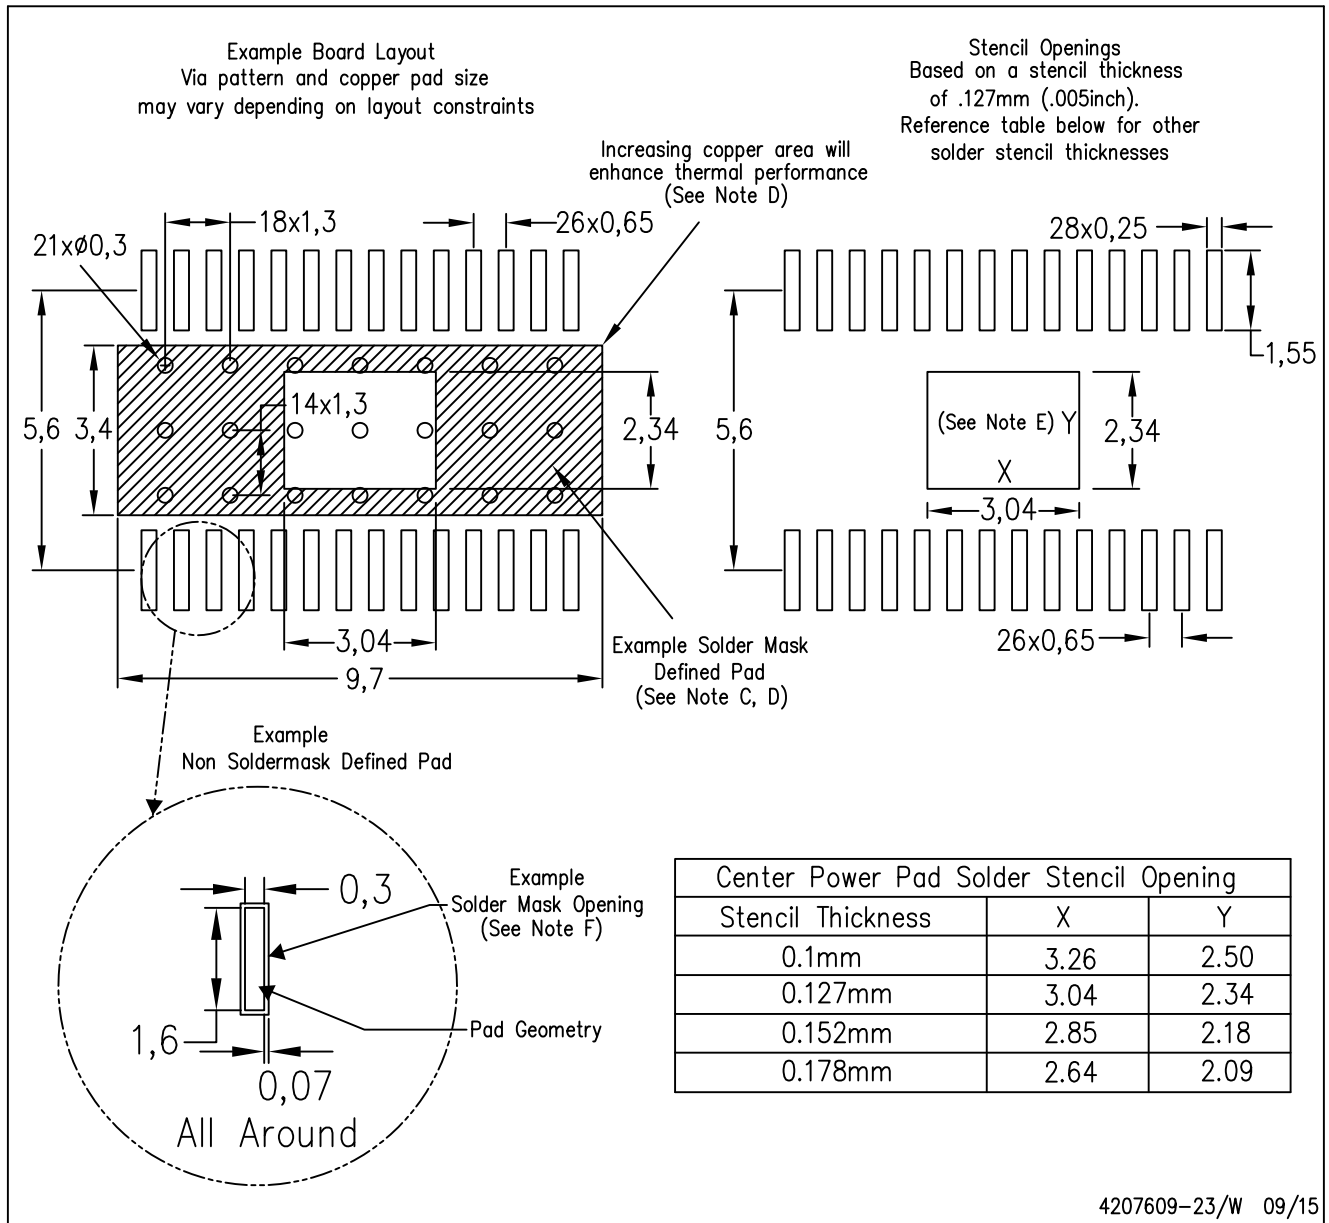 Example Board Layout
Via pattern and copper pad size
may vary depending on layout constraints
Stencil Openings
Based on a stencil thickness
of .127mm (.005inch).
Reference table below for other
solder stencil thicknesses
Increasing copper area will
enhance thermal performance
(See Note D)
18x1,3
26x0,65
21xø0,3
28x0,25
1,55
5,6
3,4
14x1,3
2,34
5,6
(See Note E)
Y
X
2,34
3,04
3,04
9,7
26x0,65
Example Solder Mask
Defined Pad
(See Note C, D)
Example
Non Soldermask Defined Pad
0,3
Example
Solder Mask Opening
(See Note F)
1,6
Pad Geometry
0,07
All Around
Center Power Pad Solder Stencil Opening
Stencil Thickness X Y
0.1mm 3.26 2.50
0.127mm 3.04 2.34
0.152mm 2.85 2.18
0.178mm 2.64 2.09
4207609-23/W 09/15